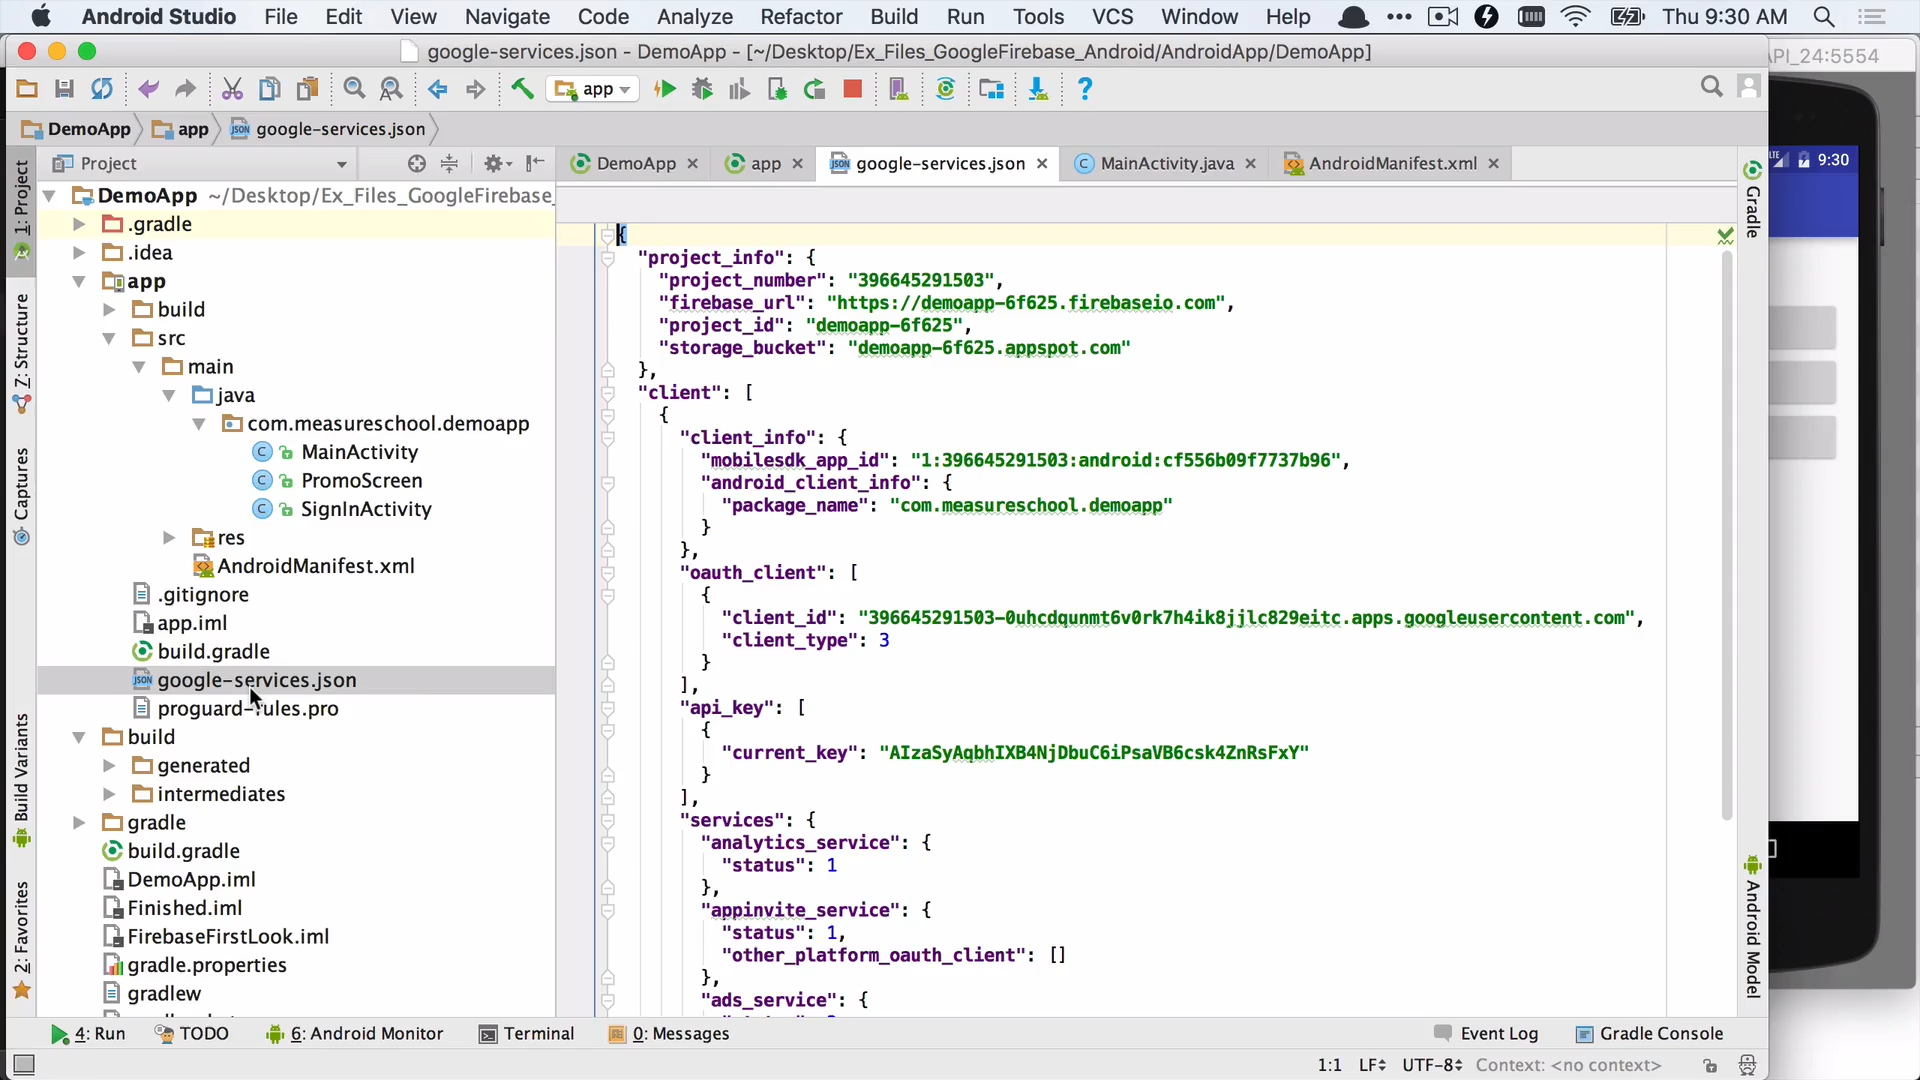 Android Studio File Edit View Navigate Code Analyze Refactor Build Run Tools VCS Window Help Thu 9:30 AM
google-services.json - DemoApp - [~/Desktop/Ex_Files_GoogleFirebase_Android/AndroidApp/DemoApp]
API_24:5554
app
DemoApp app google-services.json
Project
DemoApp app google-services.json MainActivity.java AndroidManifest.xml
LTE 9:30
1: Project
Z: Structure
Captures
Build Variants
2: Favorites
DemoApp ~/Desktop/Ex_Files_GoogleFirebase_
.gradle
.idea
app
build
src
main
java
com.measureschool.demoapp
MainActivity
PromoScreen
SignInActivity
res
AndroidManifest.xml
.gitignore
app.iml
build.gradle
google-services.json
proguard-rules.pro
build
generated
intermediates
gradle
build.gradle
DemoApp.iml
Finished.iml
FirebaseFirstLook.iml
gradle.properties
gradlew
{
"project_info": {
"project_number": "396645291503",
"firebase_url": "https://demoapp-6f625.firebaseio.com",
"project_id": "demoapp-6f625",
"storage_bucket": "demoapp-6f625.appspot.com"
},
"client": [
{
"client_info": {
"mobilesdk_app_id": "1:396645291503:android:cf556b09f7737b96",
"android_client_info": {
"package_name": "com.measureschool.demoapp"
}
},
"oauth_client": [
{
"client_id": "396645291503-0uhcdqunmt6v0rk7h4ik8jjlc829eitc.apps.googleusercontent.com",
"client_type": 3
}
],
"api_key": [
{
"current_key": "AIzaSyAqbhIXB4NjDbuC6iPsaVB6csk4ZnRsFxY"
}
],
"services": {
"analytics_service": {
"status": 1
},
"appinvite_service": {
"status": 1,
"other_platform_oauth_client": []
},
"ads_service": {
Gradle
Android Model
4: Run TODO 6: Android Monitor Terminal 0: Messages Event Log Gradle Console
1:1 LF UTF-8 Context: <no context>